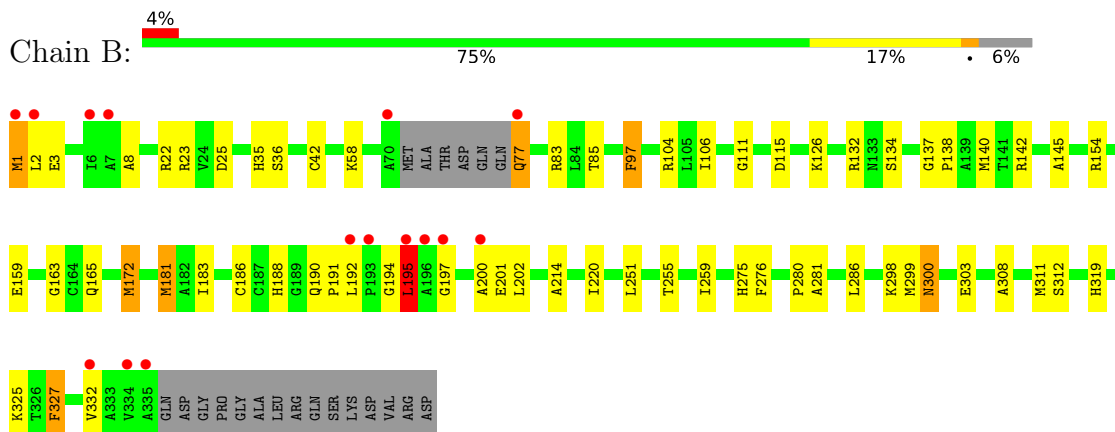 4%
Chain B:
75% 17% • 6%
M1 L2 E3 I6 A7 A8 R22 R23 V24 D25 H35 S36 C42 K58 A70 MET ALA THR ASP GLN GLN Q77 R83 L84 T85 F97 R104 L105 I106 G111 D115 K126 R132 N133 S134 G137 P138 A139 M140 T141 R142 A145 R154
E159 G163 C164 Q165 M172 M181 A182 I183 C186 C187 H188 G189 Q190 P191 L192 P193 G194 L195 A196 G197 A200 E201 L202 A214 I220 L251 T255 I259 H275 F276 P280 A281 L286 K298 M299 N300 E303 A308 M311 S312 H319
K325 T326 F327 V332 A333 V334 A335 GLN ASP GLY PRO GLY ALA LEU ARG GLN SER LYS ASP VAL ARG ASP